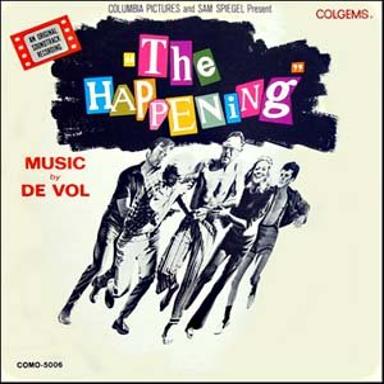 COLUMBIA PICTURES and SAM SPIEGEL Present
COLGEMS®
AN ORIGINAL
SOUNDTRACK
RECORDING
"The
HAPPENiNg"
MUSIC
by
DE VOL
COMO-5006